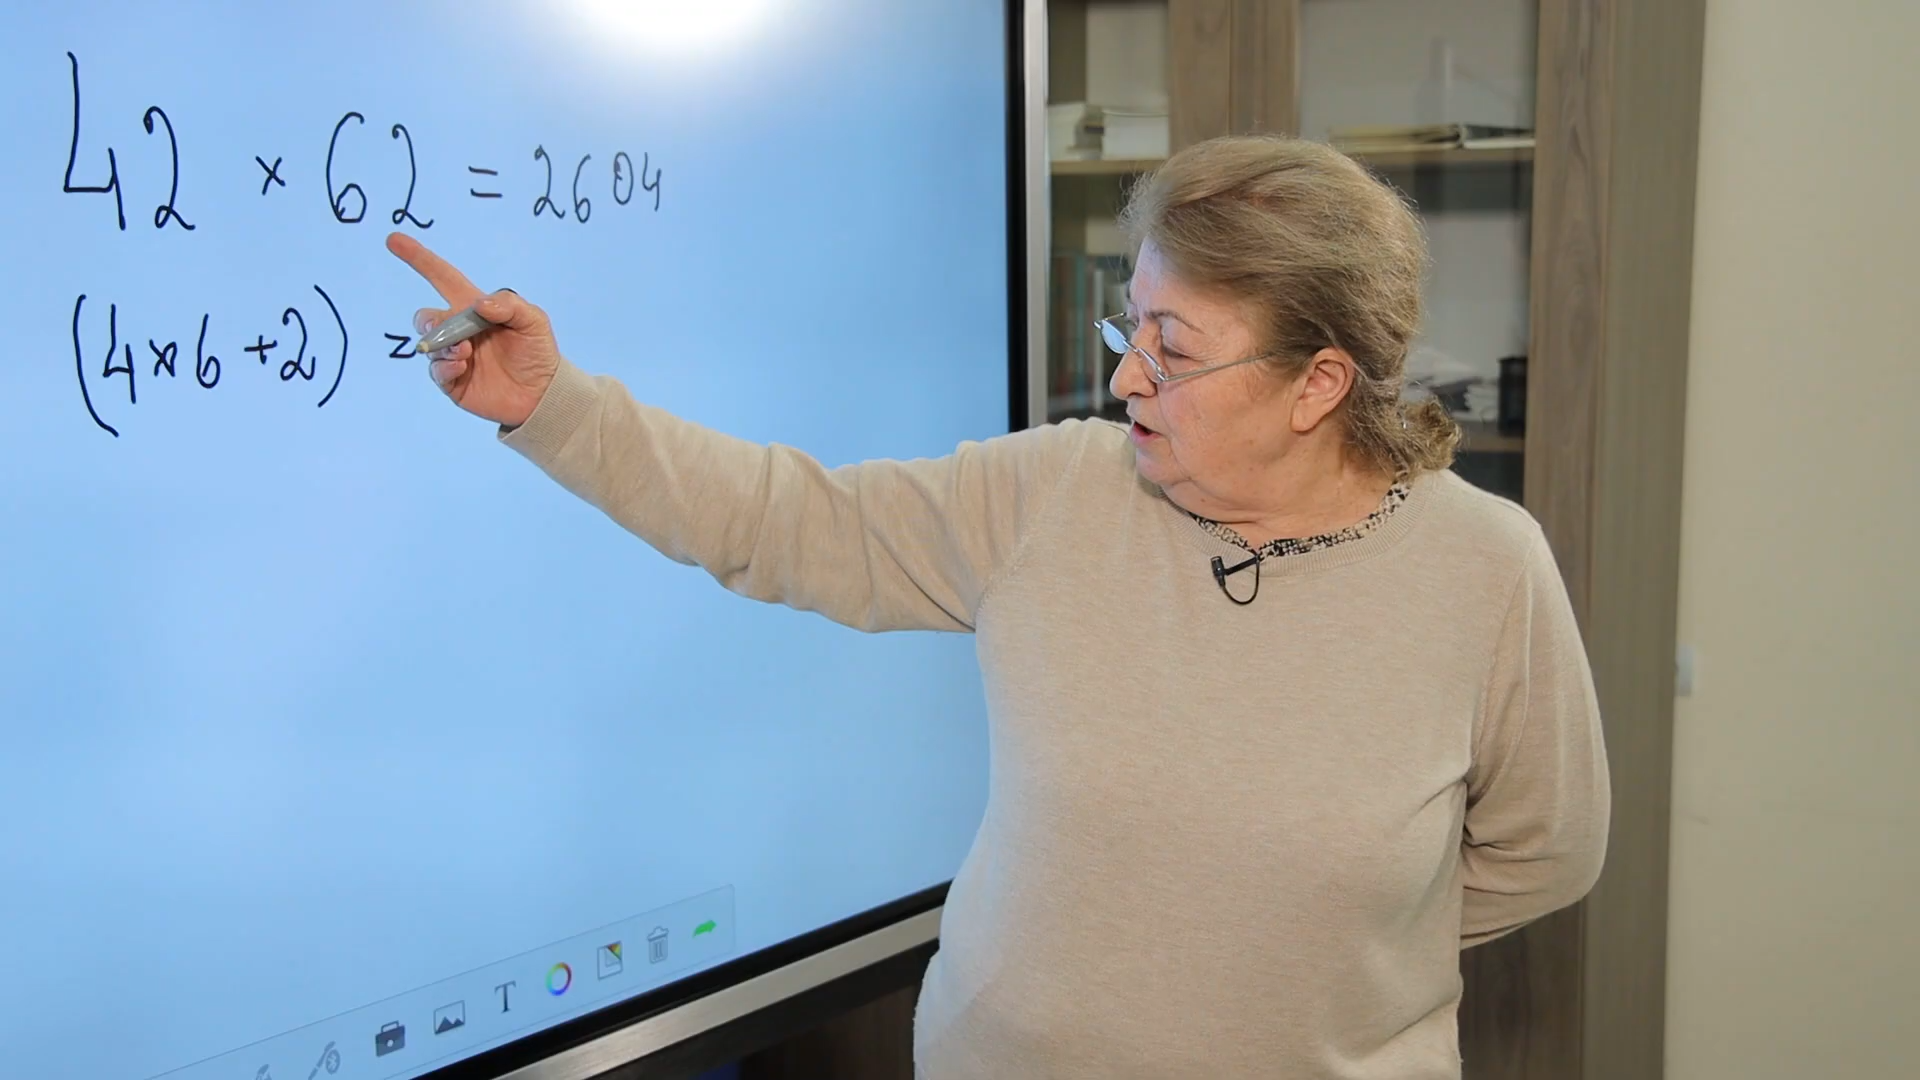 42 × 62 = 2604
(4×6+2) =
T